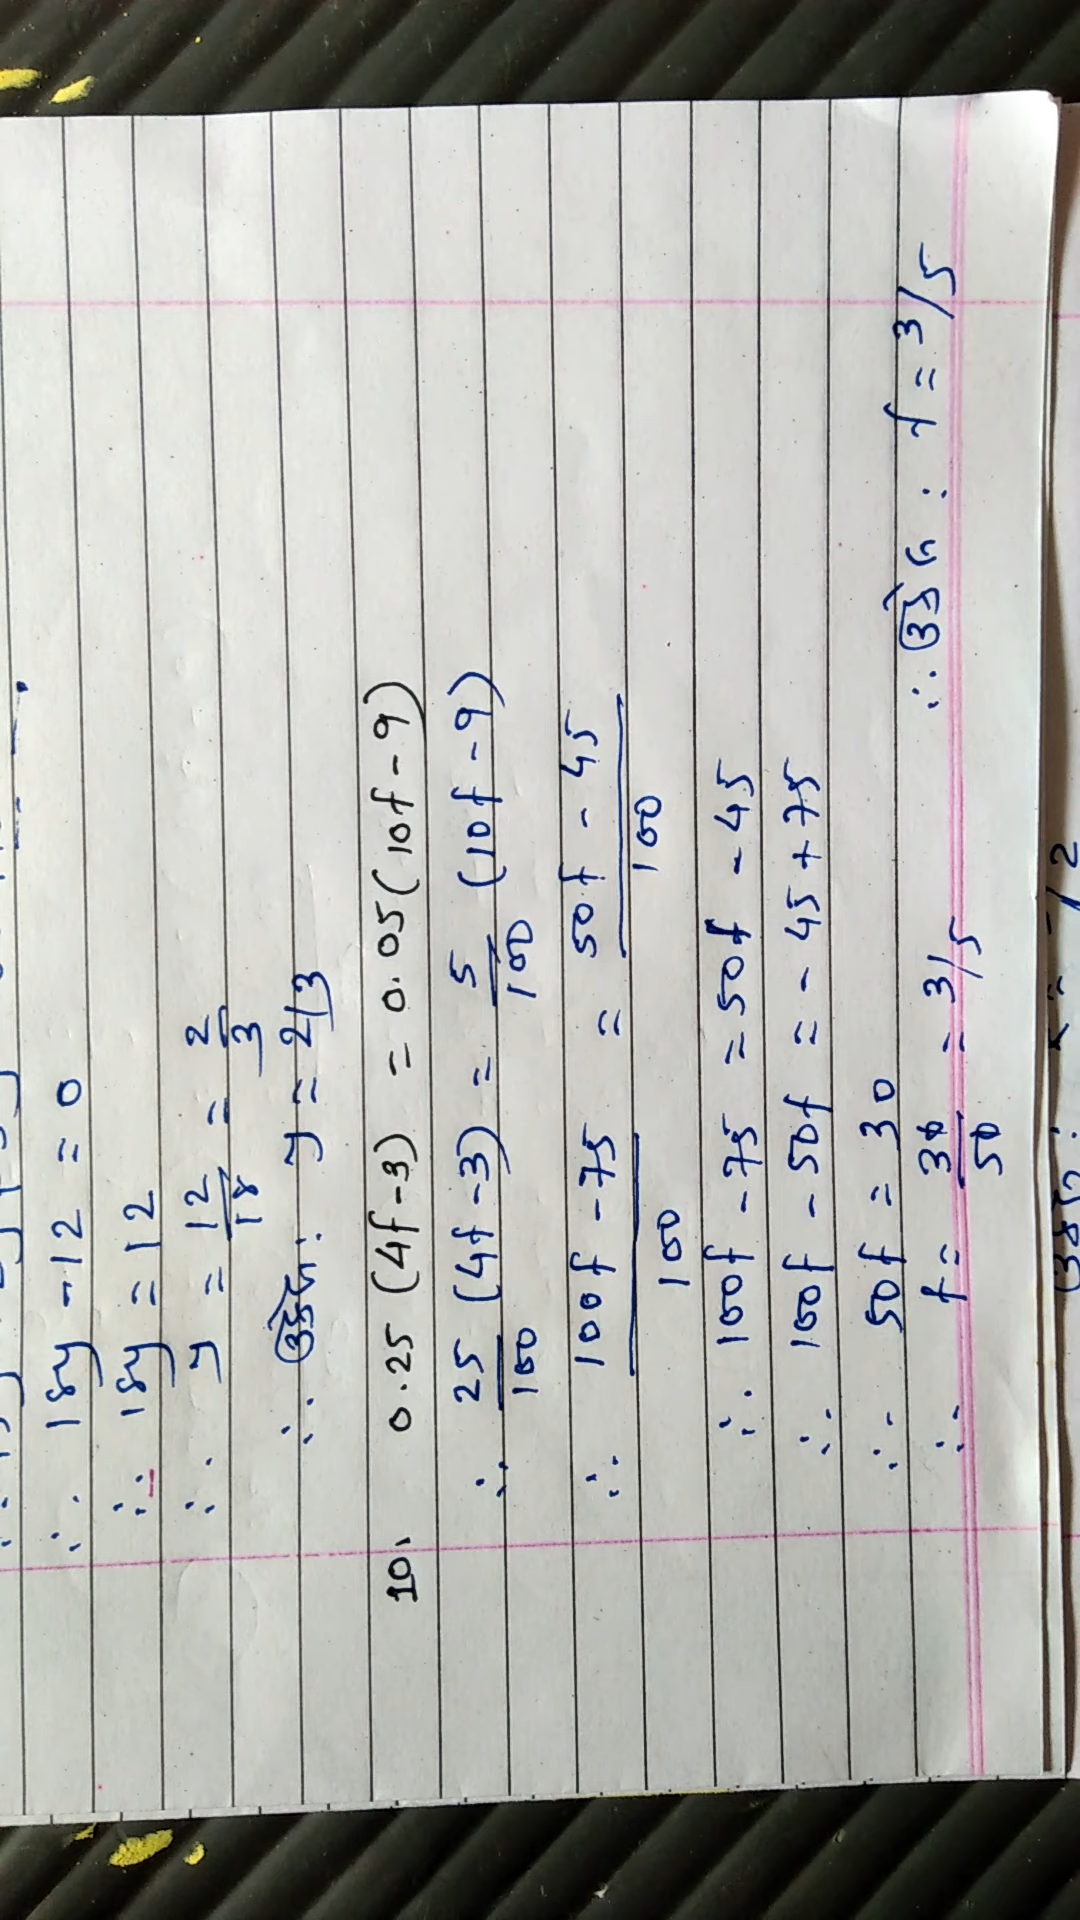 ∴ 18y - 12 = 0
∴ 18y = 12
∴ y = 12/18 = 2/3
∴ उकेल : y = 2/3
10. 0.25 (4f-3) = 0.05 (10f-9)
∴ 25/100 (4f-3) = 5/100 (10f-9)
∴ 100f - 75/100 = 50f - 45/100
∴ 100f - 75 = 50f - 45
∴ 100f - 50f = - 45 + 75
∴ 50f = 30
∴ f = 30/50 = 3/5
∴ f = 3/5